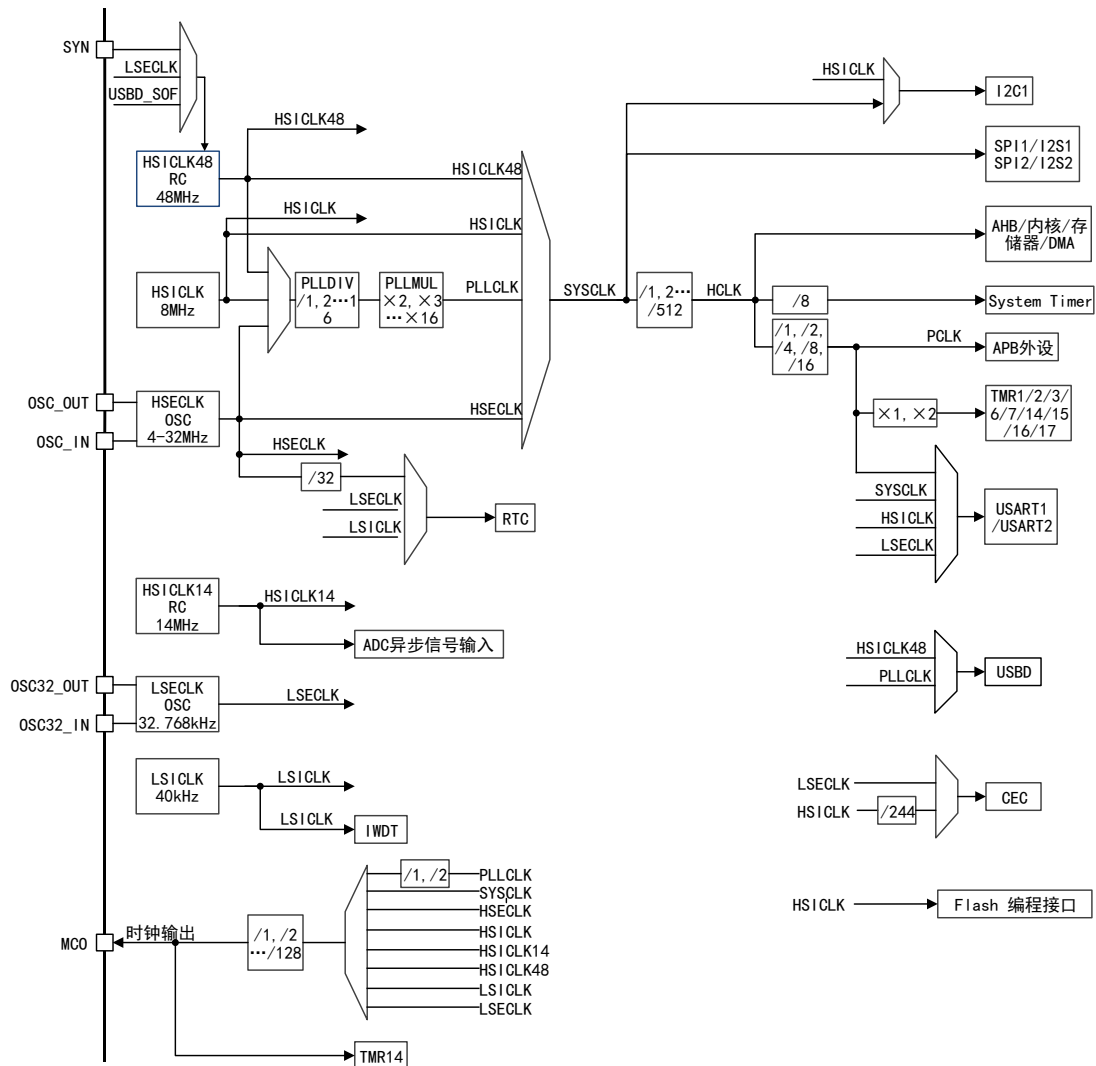 SYN
LSECLK
USBD_SOF
HSICLK48
HSICLK48
RC
48MHz
HSICLK48
HSICLK
HSICLK
HSICLK
8MHz
PLLDIV
/1, 2…1
6
PLLMUL
×2, ×3
…×16
PLLCLK
SYSCLK
/1, 2…
/512
HCLK
HSICLK
I2C1
SPI1/I2S1
SPI2/I2S2
AHB/内核/存
储器/DMA
/8
System Timer
/1, /2,
/4, /8,
/16
PCLK
APB外设
×1, ×2
TMR1/2/3/
6/7/14/15
/16/17
OSC_OUT
OSC_IN
HSECLK
OSC
4-32MHz
HSECLK
HSECLK
/32
LSECLK
LSICLK
RTC
SYSCLK
HSICLK
LSECLK
USART1
/USART2
HSICLK14
RC
14MHz
HSICLK14
ADC异步信号输入
HSICLK48
PLLCLK
USBD
OSC32_OUT
OSC32_IN
LSECLK
OSC
32.768kHz
LSECLK
LSICLK
40kHz
LSICLK
LSICLK
IWDT
LSECLK
HSICLK
/244
CEC
HSICLK
Flash 编程接口
MCO
时钟输出
/1, /2
…/128
/1, /2
PLLCLK
SYSCLK
HSECLK
HSICLK
HSICLK14
HSICLK48
LSICLK
LSECLK
TMR14